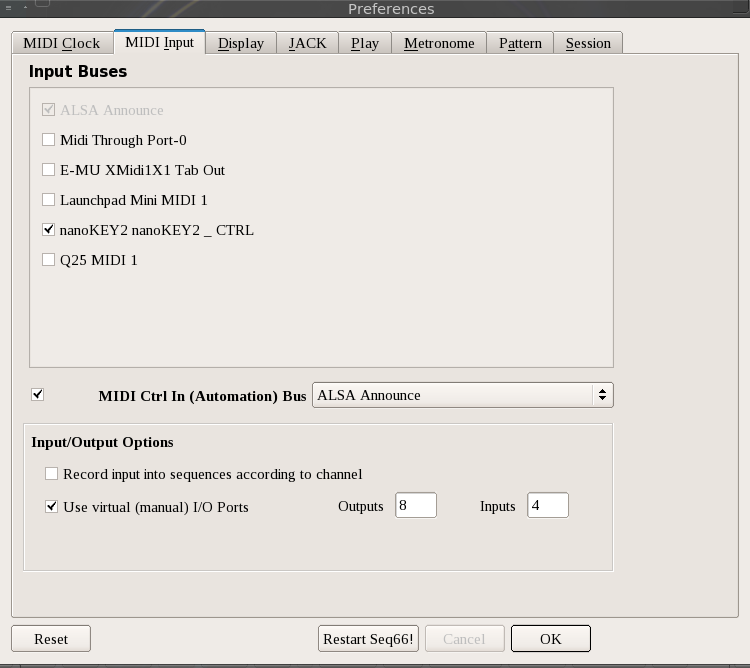 Preferences
MIDI Clock MIDI Input Display JACK Play Metronome Pattern Session
Input Buses
ALSA Announce
Midi Through Port-0
E-MU XMidi1X1 Tab Out
Launchpad Mini MIDI 1
nanoKEY2 nanoKEY2 _ CTRL
Q25 MIDI 1
MIDI Ctrl In (Automation) Bus ALSA Announce
Input/Output Options
Record input into sequences according to channel
Use virtual (manual) I/O Ports Outputs 8 Inputs 4
Reset Restart Seq66! Cancel OK